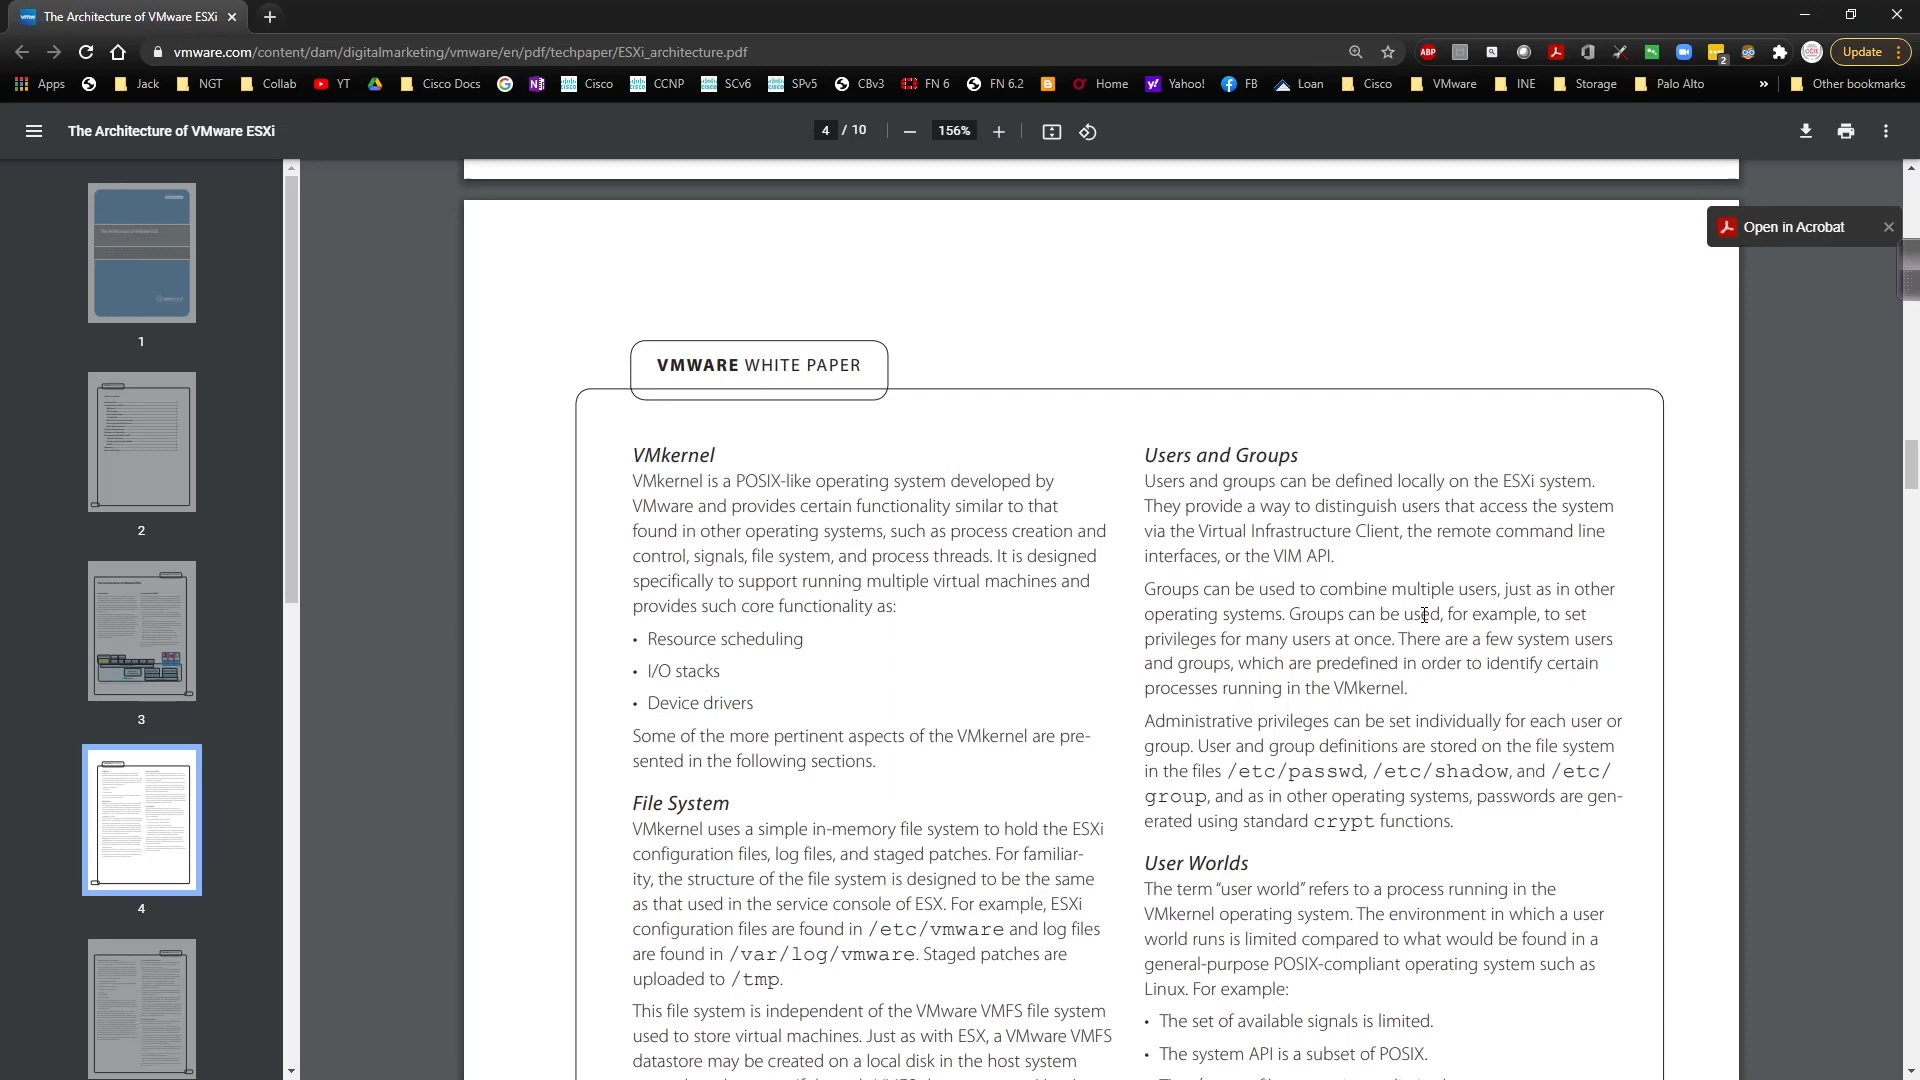 The Architecture of VMware ESXi
vmware.com/content/dam/digitalmarketing/vmware/en/pdf/techpaper/ESXi_architecture.pdf
ABP
2
CCIE
Update
Apps
Jack
NGT
Collab
YT
Cisco Docs
Cisco
CCNP
SCv6
SPv5
CBv3
FN 6
FN 6.2
Home
Yahoo!
FB
Loan
Cisco
VMware
INE
Storage
Palo Alto
»
Other bookmarks
The Architecture of VMware ESXi
4 / 10
156%
Open in Acrobat
1
2
3
4
VMWARE WHITE PAPER
VMkernel
VMkernel is a POSIX-like operating system developed by
VMware and provides certain functionality similar to that
found in other operating systems, such as process creation and
control, signals, file system, and process threads. It is designed
specifically to support running multiple virtual machines and
provides such core functionality as:
• Resource scheduling
• I/O stacks
• Device drivers
Some of the more pertinent aspects of the VMkernel are pre-
sented in the following sections.
File System
VMkernel uses a simple in-memory file system to hold the ESXi
configuration files, log files, and staged patches. For familiar-
ity, the structure of the file system is designed to be the same
as that used in the service console of ESX. For example, ESXi
configuration files are found in /etc/vmware and log files
are found in /var/log/vmware. Staged patches are
uploaded to /tmp.
This file system is independent of the VMware VMFS file system
used to store virtual machines. Just as with ESX, a VMware VMFS
datastore may be created on a local disk in the host system
Users and Groups
Users and groups can be defined locally on the ESXi system.
They provide a way to distinguish users that access the system
via the Virtual Infrastructure Client, the remote command line
interfaces, or the VIM API.
Groups can be used to combine multiple users, just as in other
operating systems. Groups can be used, for example, to set
privileges for many users at once. There are a few system users
and groups, which are predefined in order to identify certain
processes running in the VMkernel.
Administrative privileges can be set individually for each user or
group. User and group definitions are stored on the file system
in the files /etc/passwd, /etc/shadow, and /etc/
group, and as in other operating systems, passwords are gen-
erated using standard crypt functions.
User Worlds
The term “user world” refers to a process running in the
VMkernel operating system. The environment in which a user
world runs is limited compared to what would be found in a
general-purpose POSIX-compliant operating system such as
Linux. For example:
• The set of available signals is limited.
• The system API is a subset of POSIX.